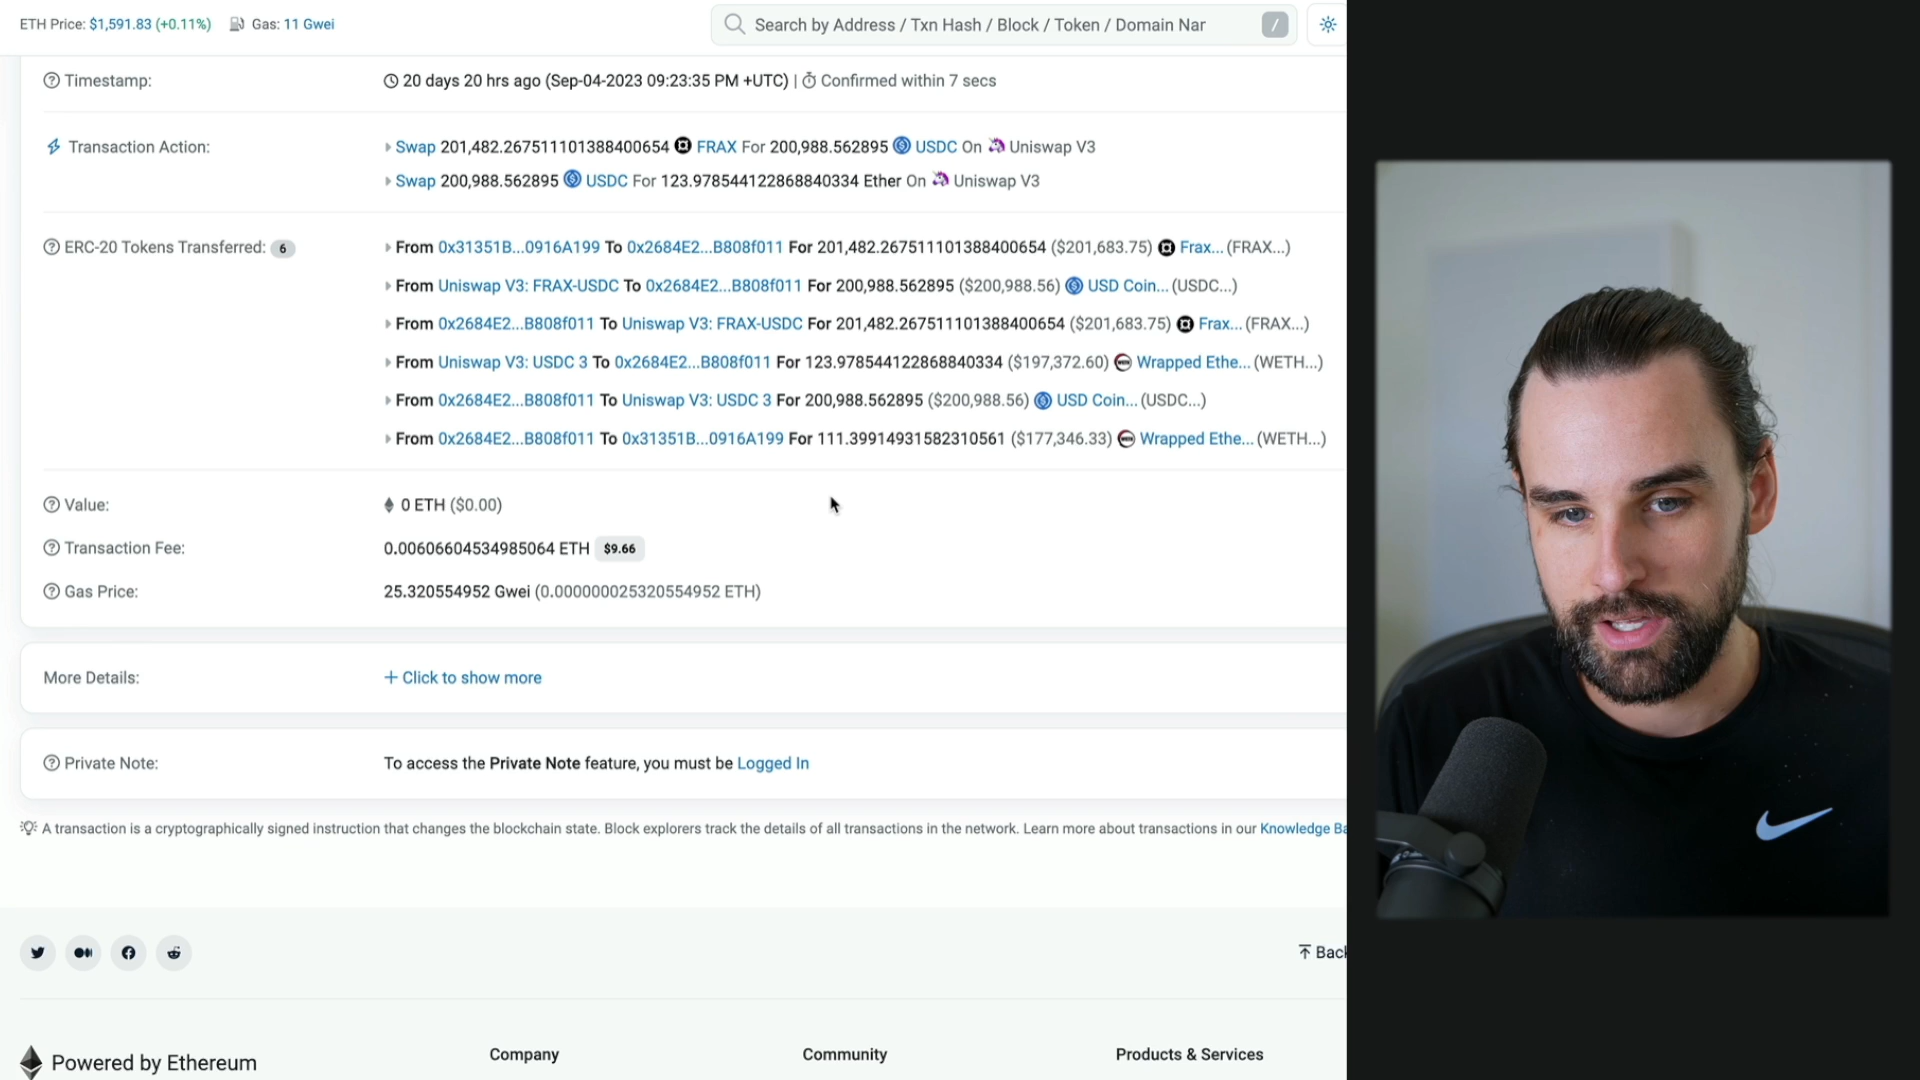 ETH Price: $1,591.83 (+0.11%) Gas: 11 Gwei
Search by Address / Txn Hash / Block / Token / Domain Nar /
Timestamp: 20 days 20 hrs ago (Sep-04-2023 09:23:35 PM +UTC) | Confirmed within 7 secs
Transaction Action: Swap 201,482.267511101388400654 FRAX For 200,988.562895 USDC On Uniswap V3
Swap 200,988.562895 USDC For 123.978544122868840334 Ether On Uniswap V3
ERC-20 Tokens Transferred: 6 From 0x31351B...0916A199 To 0x2684E2...B808f011 For 201,482.267511101388400654 ($201,683.75) Frax... (FRAX...)
From Uniswap V3: FRAX-USDC To 0x2684E2...B808f011 For 200,988.562895 ($200,988.56) USD Coin... (USDC...)
From 0x2684E2...B808f011 To Uniswap V3: FRAX-USDC For 201,482.267511101388400654 ($201,683.75) Frax... (FRAX...)
From Uniswap V3: USDC 3 To 0x2684E2...B808f011 For 123.978544122868840334 ($197,372.60) Wrapped Ethe... (WETH...)
From 0x2684E2...B808f011 To Uniswap V3: USDC 3 For 200,988.562895 ($200,988.56) USD Coin... (USDC...)
From 0x2684E2...B808f011 To 0x31351B...0916A199 For 111.39914931582310561 ($177,346.33) Wrapped Ethe... (WETH...)
Value: 0 ETH ($0.00)
Transaction Fee: 0.00606604534985064 ETH $9.66
Gas Price: 25.320554952 Gwei (0.000000025320554952 ETH)
More Details: + Click to show more
Private Note: To access the Private Note feature, you must be Logged In
A transaction is a cryptographically signed instruction that changes the blockchain state. Block explorers track the details of all transactions in the network. Learn more about transactions in our Knowledge Ba
Back
Powered by Ethereum Company Community Products & Services